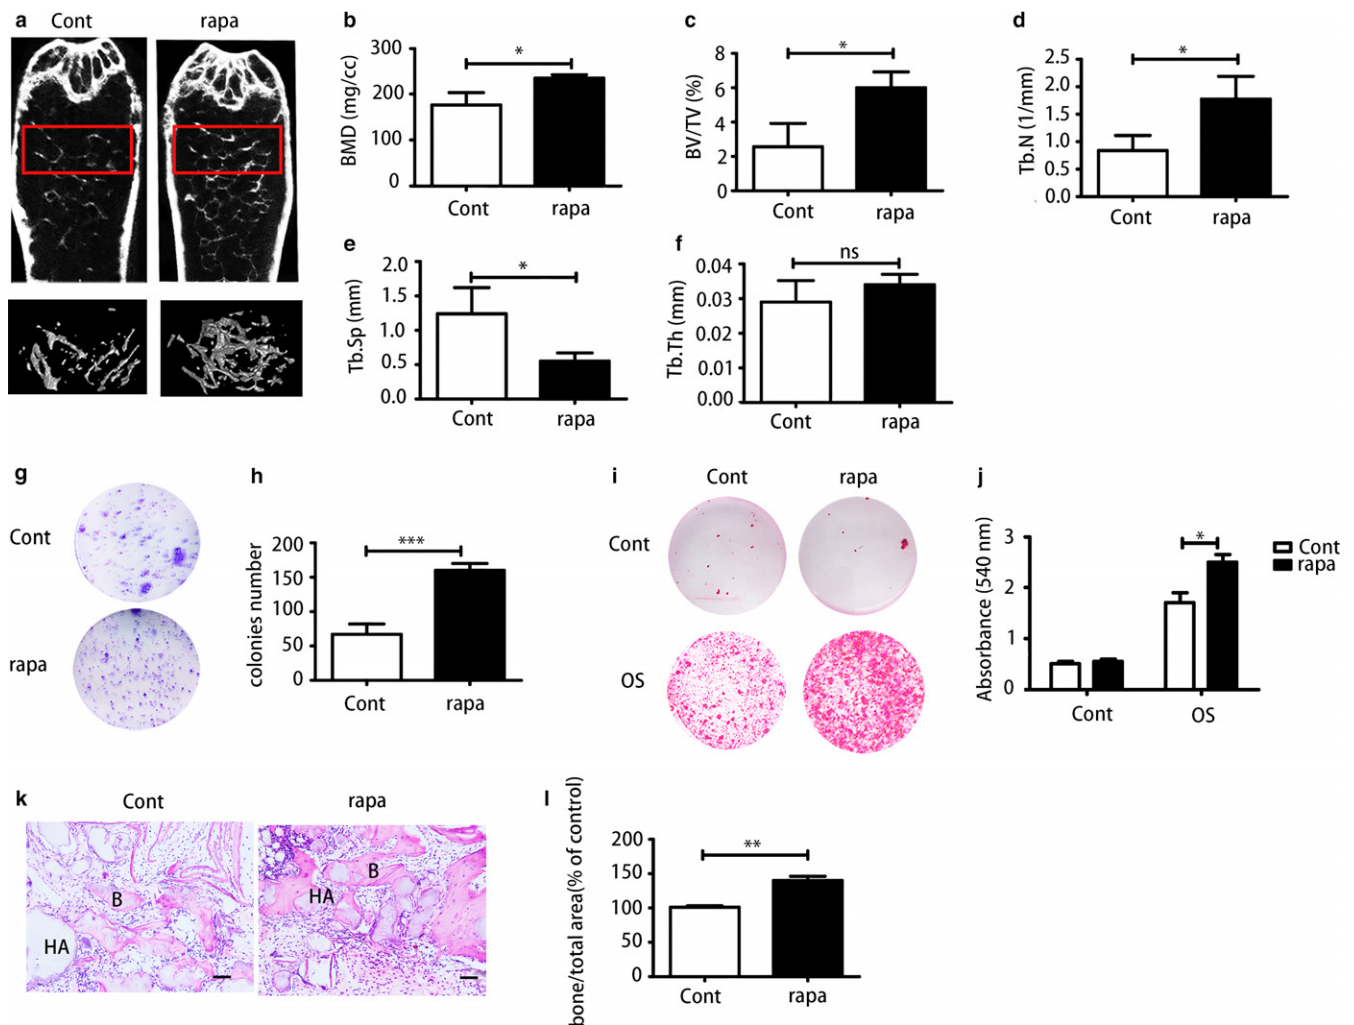 a
Cont
rapa
b
BMD (mg/cc)
300
200
100
0
*
Cont
rapa
c
BV/TV (%)
8
6
4
2
0
*
Cont
rapa
d
Tb.N (1/mm)
2.5
2.0
1.5
1.0
0.5
0.0
*
Cont
rapa
e
Tb.Sp (mm)
2.0
1.5
1.0
0.5
0.0
*
Cont
rapa
f
Tb.Th (mm)
0.04
0.03
0.02
0.01
0.00
ns
Cont
rapa
g
Cont
rapa
h
colonies number
200
150
100
50
0
***
Cont
rapa
i
Cont
rapa
Cont
OS
j
Absorbance (540 nm)
3
2
1
0
*
Cont
OS
Cont
rapa
k
Cont
rapa
B
HA
B
HA
l
bone/total area(% of control)
200
150
100
50
0
**
Cont
rapa